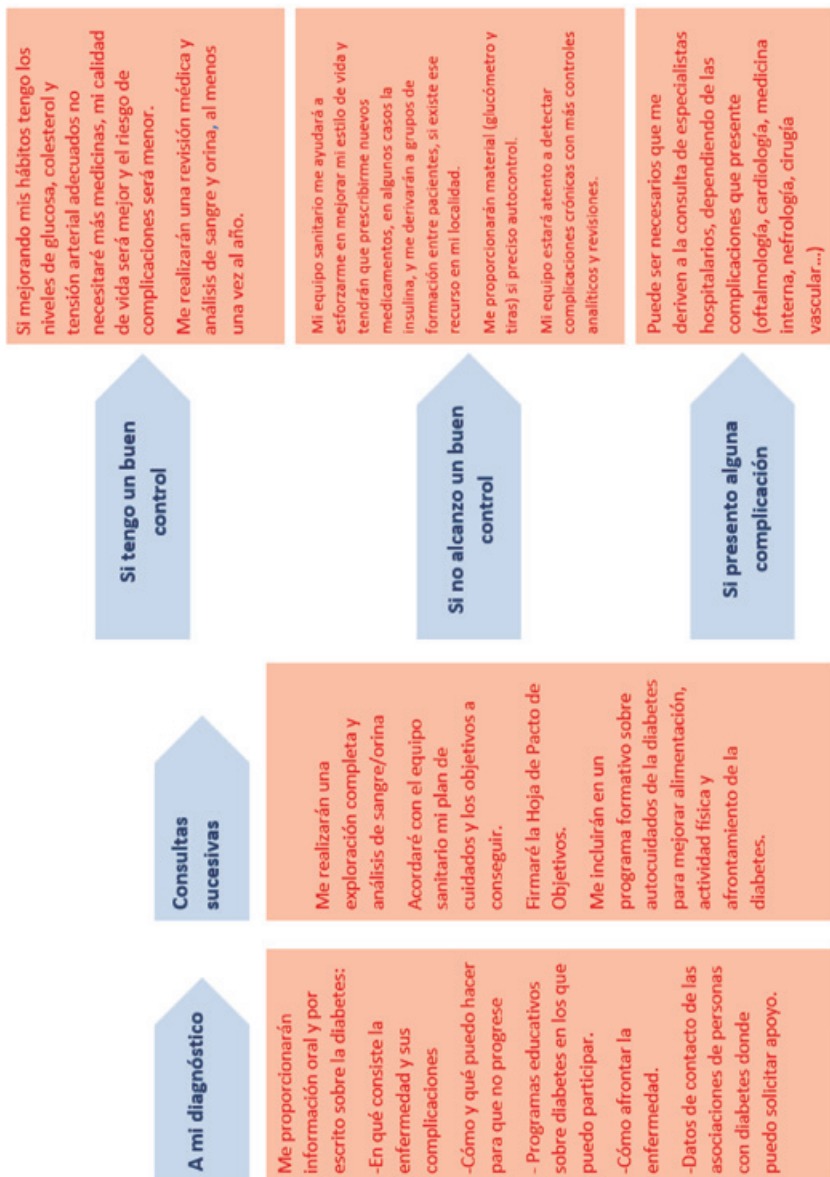 A mi diagnóstico
Me proporcionarán
información oral y por
escrito sobre la diabetes:
-En qué consiste la
enfermedad y sus
complicaciones
-Cómo y qué puedo hacer
para que no progrese
- Programas educativos
sobre diabetes en los que
puedo participar.
-Cómo afrontar la
enfermedad.
-Datos de contacto de las
asociaciones de personas
con diabetes donde
puedo solicitar apoyo.
Consultas
sucesivas
Me realizarán una
exploración completa y
análisis de sangre/orina
Acordaré con el equipo
sanitario mi plan de
cuidados y los objetivos a
conseguir.
Firmaré la Hoja de Pacto de
Objetivos.
Me incluirán en un
programa formativo sobre
autocuidados de la diabetes
para mejorar alimentación,
actividad física y
afrontamiento de la
diabetes.
Si tengo un buen
control
Si mejorando mis hábitos tengo los
niveles de glucosa, colesterol y
tensión arterial adecuados no
necesitaré más medicinas, mi calidad
de vida será mejor y el riesgo de
complicaciones será menor.
Me realizarán una revisión médica y
análisis de sangre y orina, al menos
una vez al año.
Si no alcanzo un buen
control
Mi equipo sanitario me ayudará a
esforzarme en mejorar mi estilo de vida y
tendrán que prescribirme nuevos
medicamentos, en algunos casos la
insulina, y me derivarán a grupos de
formación entre pacientes, si existe ese
recurso en mi localidad.
Me proporcionarán material (glucómetro y
tiras) si preciso autocontrol.
Mi equipo estará atento a detectar
complicaciones crónicas con más controles
analíticos y revisiones.
Si presento alguna
complicación
Puede ser necesarios que me
deriven a la consulta de especialistas
hospitalarios, dependiendo de las
complicaciones que presente
(oftalmología, cardiología, medicina
interna, nefrología, cirugía
vascular...)